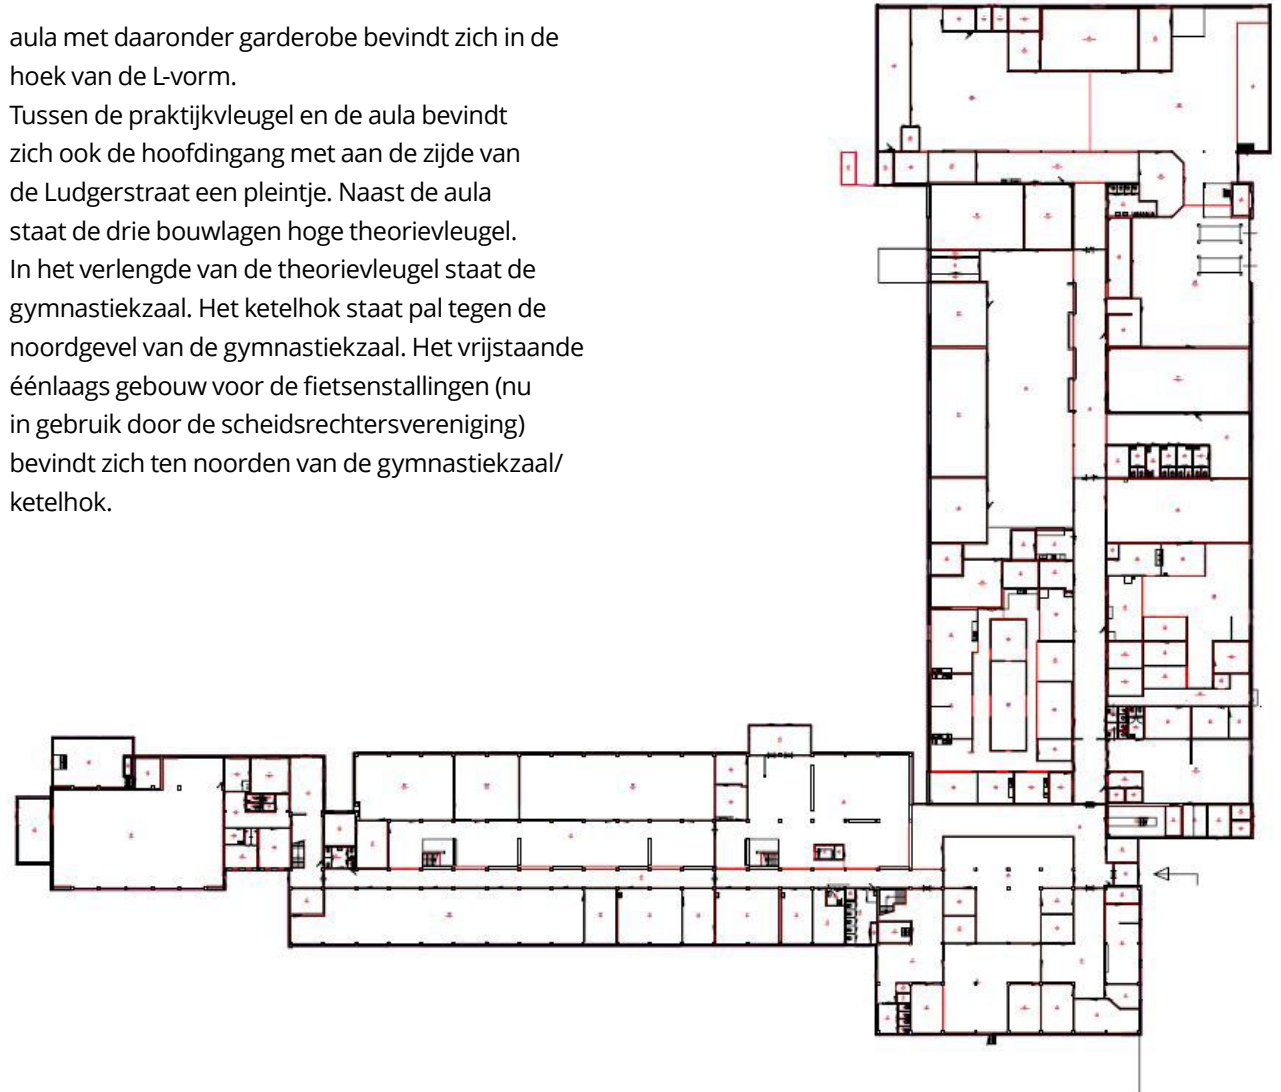 aula met daaronder garderobe bevindt zich in de
hoek van de L-vorm.
Tussen de praktijkvleugel en de aula bevindt
zich ook de hoofdingang met aan de zijde van
de Ludgerstraat een pleintje. Naast de aula
staat de drie bouwlagen hoge theorievleugel.
In het verlengde van de theorievleugel staat de
gymnastiekzaal. Het ketelhok staat pal tegen de
noordgevel van de gymnastiekzaal. Het vrijstaande
éénlaags gebouw voor de fietsenstallingen (nu
in gebruik door de scheidsrechtersvereniging)
bevindt zich ten noorden van de gymnastiekzaal/
ketelhok.